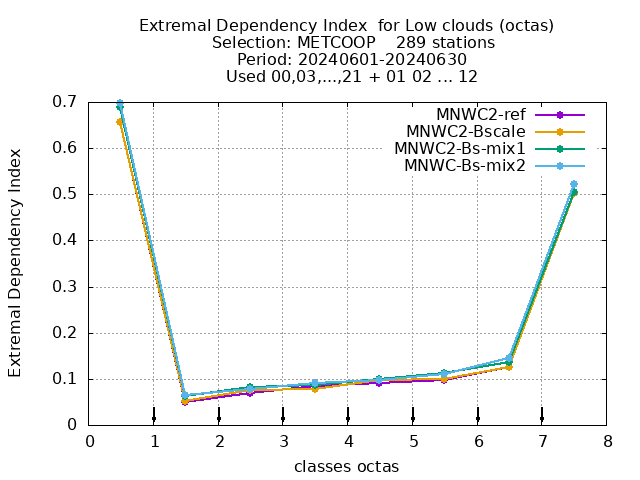 Extremal Dependency Index  for Low clouds (octas)
Selection: METCOOP    289 stations
Period: 20240601-20240630
Used 00,03,...,21 + 01 02 ... 12
MNWC2-ref
MNWC2-Bscale
MNWC2-Bs-mix1
MNWC-Bs-mix2
Extremal Dependency Index
0.7
0.6
0.5
0.4
0.3
0.2
0.1
0
0 1 2 3 4 5 6 7 8
classes octas